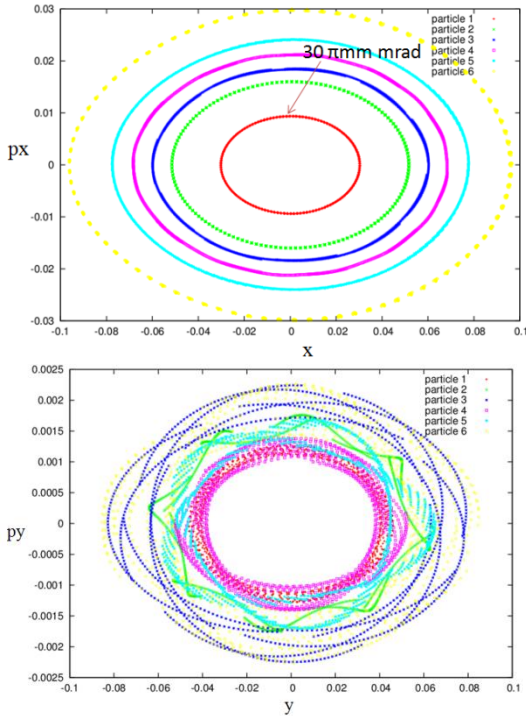 0.03
particle 1
30 πmm mrad
particle 2
particle 3
0.02
particle 4
particle 5
particle 6
0.01
px
0
-0.01
-0.02
-0.03
-0.1 -0.08 -0.06 -0.04 -0.02 0 0.02 0.04 0.06 0.08 0.1
x
0.0025
particle 1
0.002
particle 2
particle 3
particle 4
0.0015
particle 5
particle 6
0.001
0.0005
py
0
-0.0005
-0.001
-0.0015
-0.002
-0.0025
-0.1 -0.08 -0.06 -0.04 -0.02 0 0.02 0.04 0.06 0.08 0.1
y